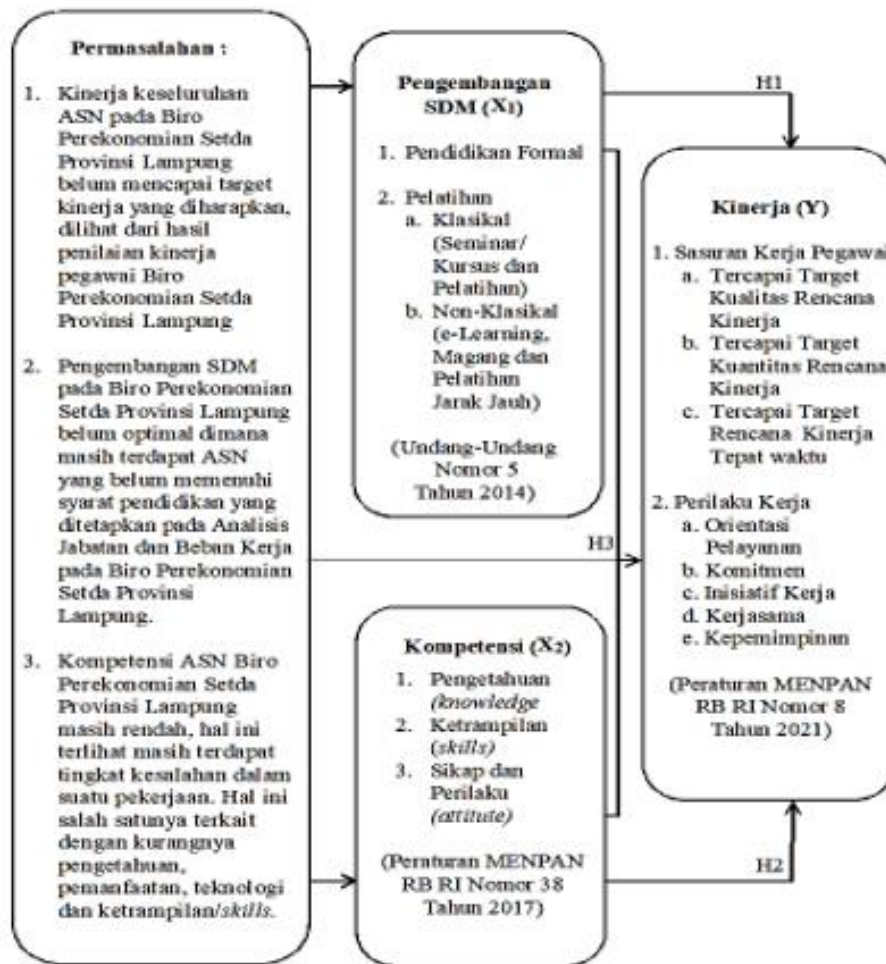 Permasalahan :
1. Kinerja keseluruhan
ASN pada Biro
Perekonomian Setda
Provinsi Lampung
belum mencapai target
kinerja yang diharapkan,
dilihat dari hasil
penilaian kinerja
pegawai Biro
Perekonomian Setda
Provinsi Lampung
2. Pengembangan SDM
pada Biro Perekonomian
Setda Provinsi Lampung
belum optimal dimana
masih terdapat ASN
yang belum memenuhi
syarat pendidikan yang
ditetapkan pada Analisis
Jabatan dan Beban Kerja
pada Biro Perekonomian
Setda Provinsi
Lampung.
3. Kompetensi ASN Biro
Perekonomian Setda
Provinsi Lampung
masih rendah, hal ini
terlihat masih terdapat
tingkat kesalahan dalam
suatu pekerjaan. Hal ini
salah satunya terkait
dengan kurangnya
pengetahuan,
pemanfaatan, teknologi
dan ketrampilan/skills.
Pengembangan
SDM (X1)
1. Pendidikan Formal
2. Pelatihan
a. Klasikal
(Seminar/
Kursus dan
Pelatihan)
b. Non-Klasikal
(e-Learning,
Magang dan
Pelatihan
Jarak Jauh)
(Undang-Undang
Nomor 5
Tahun 2014)
Kompetensi (X2)
1. Pengetahuan
(knowledge
2. Ketrampilan
(skills)
3. Sikap dan
Perilaku
(attitute)
(Peraturan MENPAN
RB RI Nomor 38
Tahun 2017)
H1
H3
H2
Kinerja (Y)
1. Sasaran Kerja Pegawai
a. Tercapai Target
Kualitas Rencana
Kinerja
b. Tercapai Target
Kuantitas Rencana
Kinerja
c. Tercapai Target
Rencana Kinerja
Tepat waktu
2. Perilaku Kerja
a. Orientasi
Pelayanan
b. Komitmen
c. Inisiatif Kerja
d. Kerjasama
e. Kepemimpinan
(Peraturan MENPAN
RB RI Nomor 8
Tahun 2021)